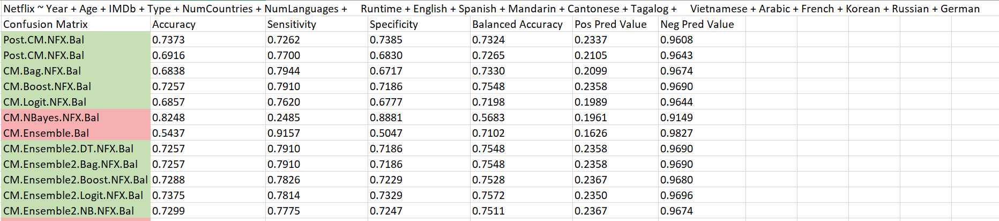 Netflix ~ Year + Age + IMDb + Type + NumCountries + NumLanguages + Runtime + English + Spanish + Mandarin + Cantonese + Tagalog + Vietnamese + Arabic + French + Korean + Russian + German
Confusion Matrix Accuracy Sensitivity Specificity Balanced Accuracy Pos Pred Value Neg Pred Value
Post.CM.NFX.Bal 0.7373 0.7262 0.7385 0.7324 0.2337 0.9608
Post.CM.NFX.Bal 0.6916 0.7700 0.6830 0.7265 0.2105 0.9643
CM.Bag.NFX.Bal 0.6838 0.7944 0.6717 0.7330 0.2099 0.9674
CM.Boost.NFX.Bal 0.7257 0.7910 0.7186 0.7548 0.2358 0.9690
CM.Logit.NFX.Bal 0.6857 0.7620 0.6777 0.7198 0.1989 0.9644
CM.NBayes.NFX.Bal 0.8248 0.2485 0.8881 0.5683 0.1961 0.9149
CM.Ensemble.Bal 0.5437 0.9157 0.5047 0.7102 0.1626 0.9827
CM.Ensemble2.DT.NFX.Bal 0.7257 0.7910 0.7186 0.7548 0.2358 0.9690
CM.Ensemble2.Bag.NFX.Bal 0.7257 0.7910 0.7186 0.7548 0.2358 0.9690
CM.Ensemble2.Boost.NFX.Bal 0.7288 0.7826 0.7229 0.7528 0.2367 0.9680
CM.Ensemble2.Logit.NFX.Bal 0.7375 0.7814 0.7329 0.7572 0.2350 0.9696
CM.Ensemble2.NB.NFX.Bal 0.7299 0.7775 0.7247 0.7511 0.2367 0.9674